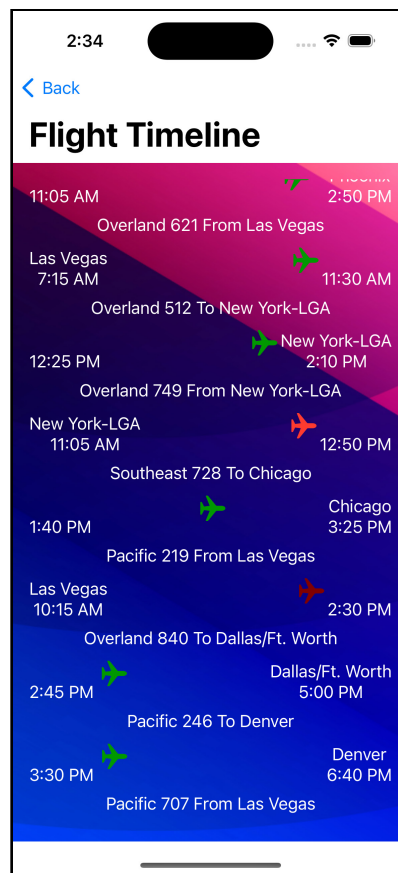 2:34
Back
Flight Timeline
Phoenix
11:05 AM 2:50 PM
Overland 621 From Las Vegas
Las Vegas
7:15 AM 11:30 AM
Overland 512 To New York-LGA
New York-LGA
12:25 PM 2:10 PM
Overland 749 From New York-LGA
New York-LGA
11:05 AM 12:50 PM
Southeast 728 To Chicago
Chicago
1:40 PM 3:25 PM
Pacific 219 From Las Vegas
Las Vegas
10:15 AM 2:30 PM
Overland 840 To Dallas/Ft. Worth
Dallas/Ft. Worth
2:45 PM 5:00 PM
Pacific 246 To Denver
Denver
3:30 PM 6:40 PM
Pacific 707 From Las Vegas